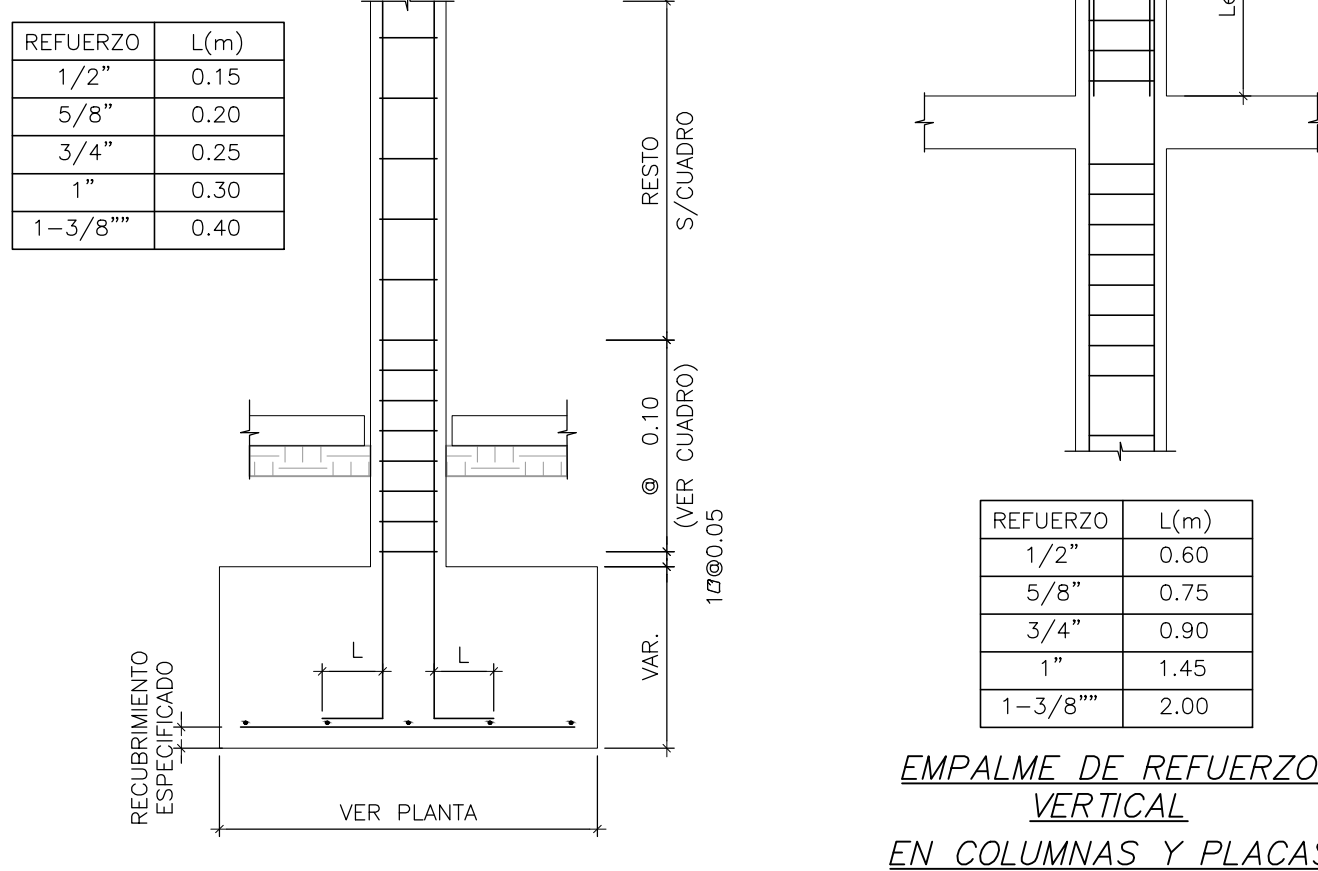 REFUERZO L(m)
1/2" 0.15
5/8" 0.20
3/4" 0.25
1" 0.30
1-3/8"" 0.40
RESTO
S/CUADRO
@ 0.10
(VER CUADRO)
@0.05
VAR.
L
L
RECUBRIMIENTO
ESPECIFICADO
VER PLANTA
REFUERZO L(m)
1/2" 0.60
5/8" 0.75
3/4" 0.90
1" 1.45
1-3/8"" 2.00
EMPALME DE REFUERZO
VERTICAL
EN COLUMNAS Y PLACAS